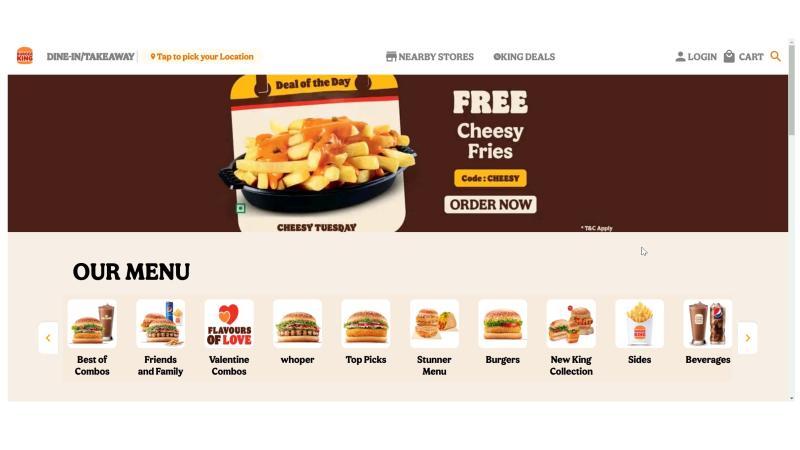 BURGER
KING
DINE-IN/TAKEAWAY
Tap to pick your Location
NEARBY STORES
KING DEALS
LOGIN
CART
Deal of the Day
CHEESY TUESDAY
FREE
Cheesy
Fries
Code : CHEESY
ORDER NOW
* T&C Apply
OUR MENU
Best of
Combos
Friends
and Family
FLAVOURS
OF LOVE
Valentine
Combos
whoper
Top Picks
Stunner
Menu
Burgers
New King
Collection
Sides
Beverages